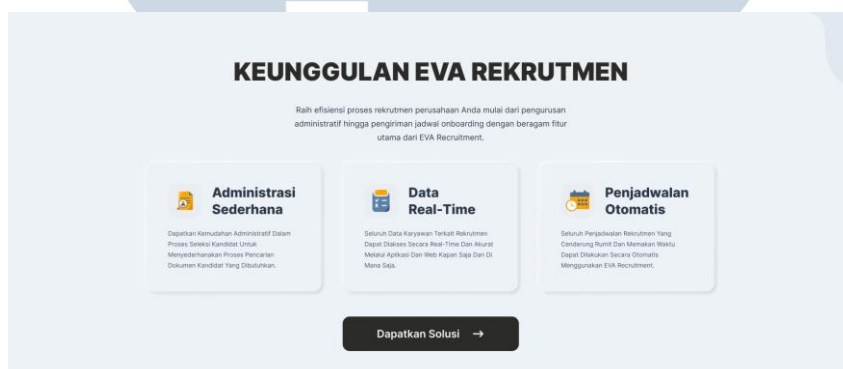 KEUNGGULAN EVA REKRUTMEN
Raih efisiensi proses rekrutmen perusahaan Anda mulai dari pengurusan
administratif hingga pengiriman jadwal onboarding dengan beragam fitur
utama dari EVA Recruitment.
Administrasi
Sederhana
Dapatkan Kemudahan Administratif Dalam
Proses Seleksi Kandidat Untuk
Menyederhanakan Proses Pencarian
Dokumen Kandidat Yang Dibutuhkan.
Data
Real-Time
Seluruh Data Karyawan Terkait Rekrutmen
Dapat Diakses Secara Real-Time Dan Akurat
Melalui Aplikasi Dan Web Kapan Saja Dan Di
Mana Saja.
Penjadwalan
Otomatis
Seluruh Penjadwalan Rekrutmen Yang
Cenderung Rumit Dan Memakan Waktu
Dapat Dilakukan Secara Otomatis
Menggunakan EVA Recruitment.
Dapatkan Solusi →